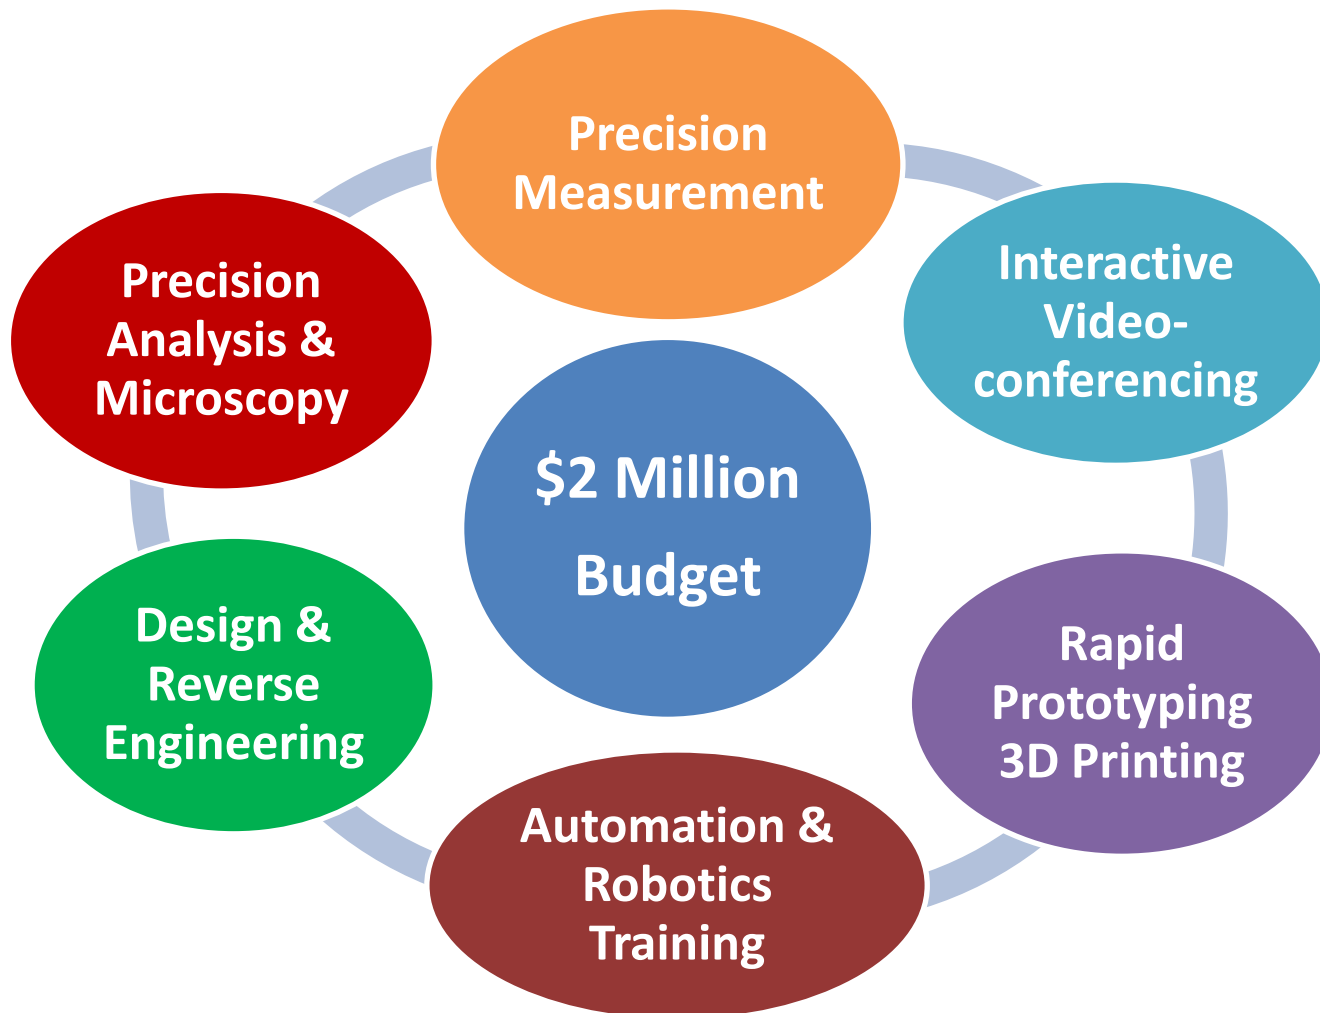 Precision
Measurement
Interactive
Video-
conferencing
Rapid
Prototyping
3D Printing
Automation &
Robotics
Training
Design &
Reverse
Engineering
Precision
Analysis &
Microscopy
$2 Million
Budget